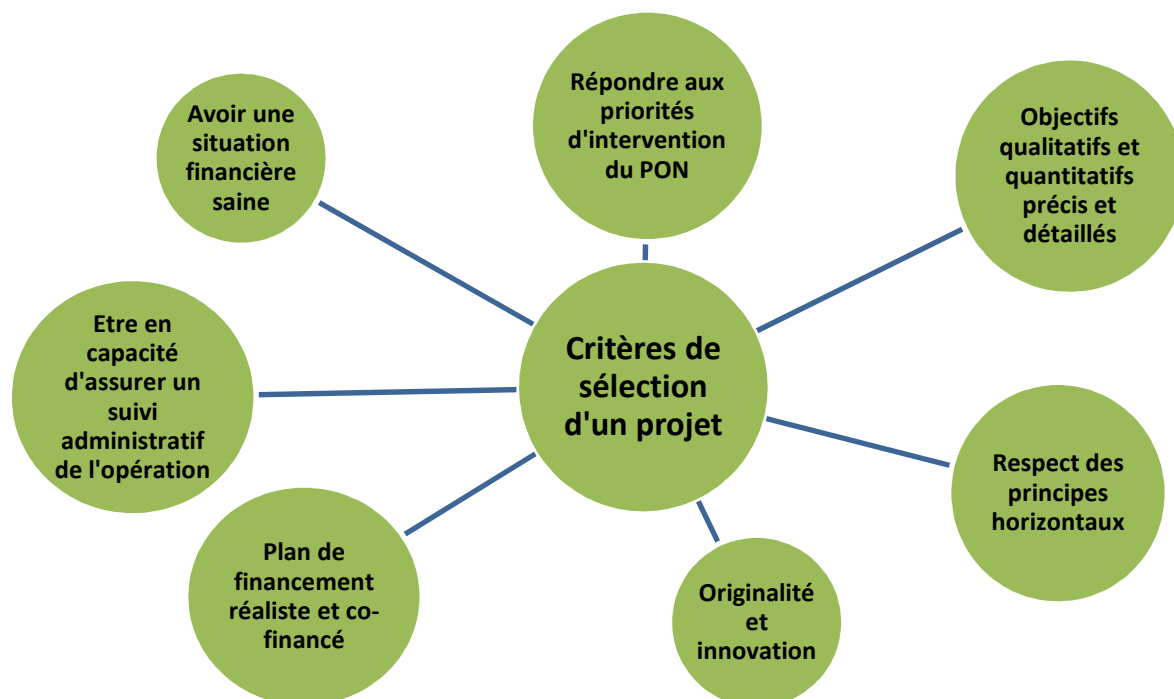 Répondre aux
priorités
d'intervention
du PON
Avoir une
situation
financière
saine
Objectifs
qualitatifs et
quantitatifs
précis et
détaillés
Etre en
capacité
d'assurer un
suivi
administratif
de l'opération
Critères de
sélection
d'un projet
Respect des
principes
horizontaux
Plan de
financement
réaliste et co-
financé
Originalité
et
innovation